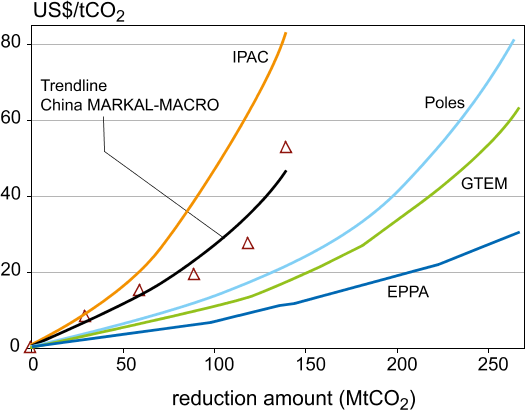 US$/tCO2
80
IPAC
Trendline
China MARKAL-MACRO
Poles
60
GTEM
40
20
EPPA
0
0 50 100 150 200 250
reduction amount (MtCO2)